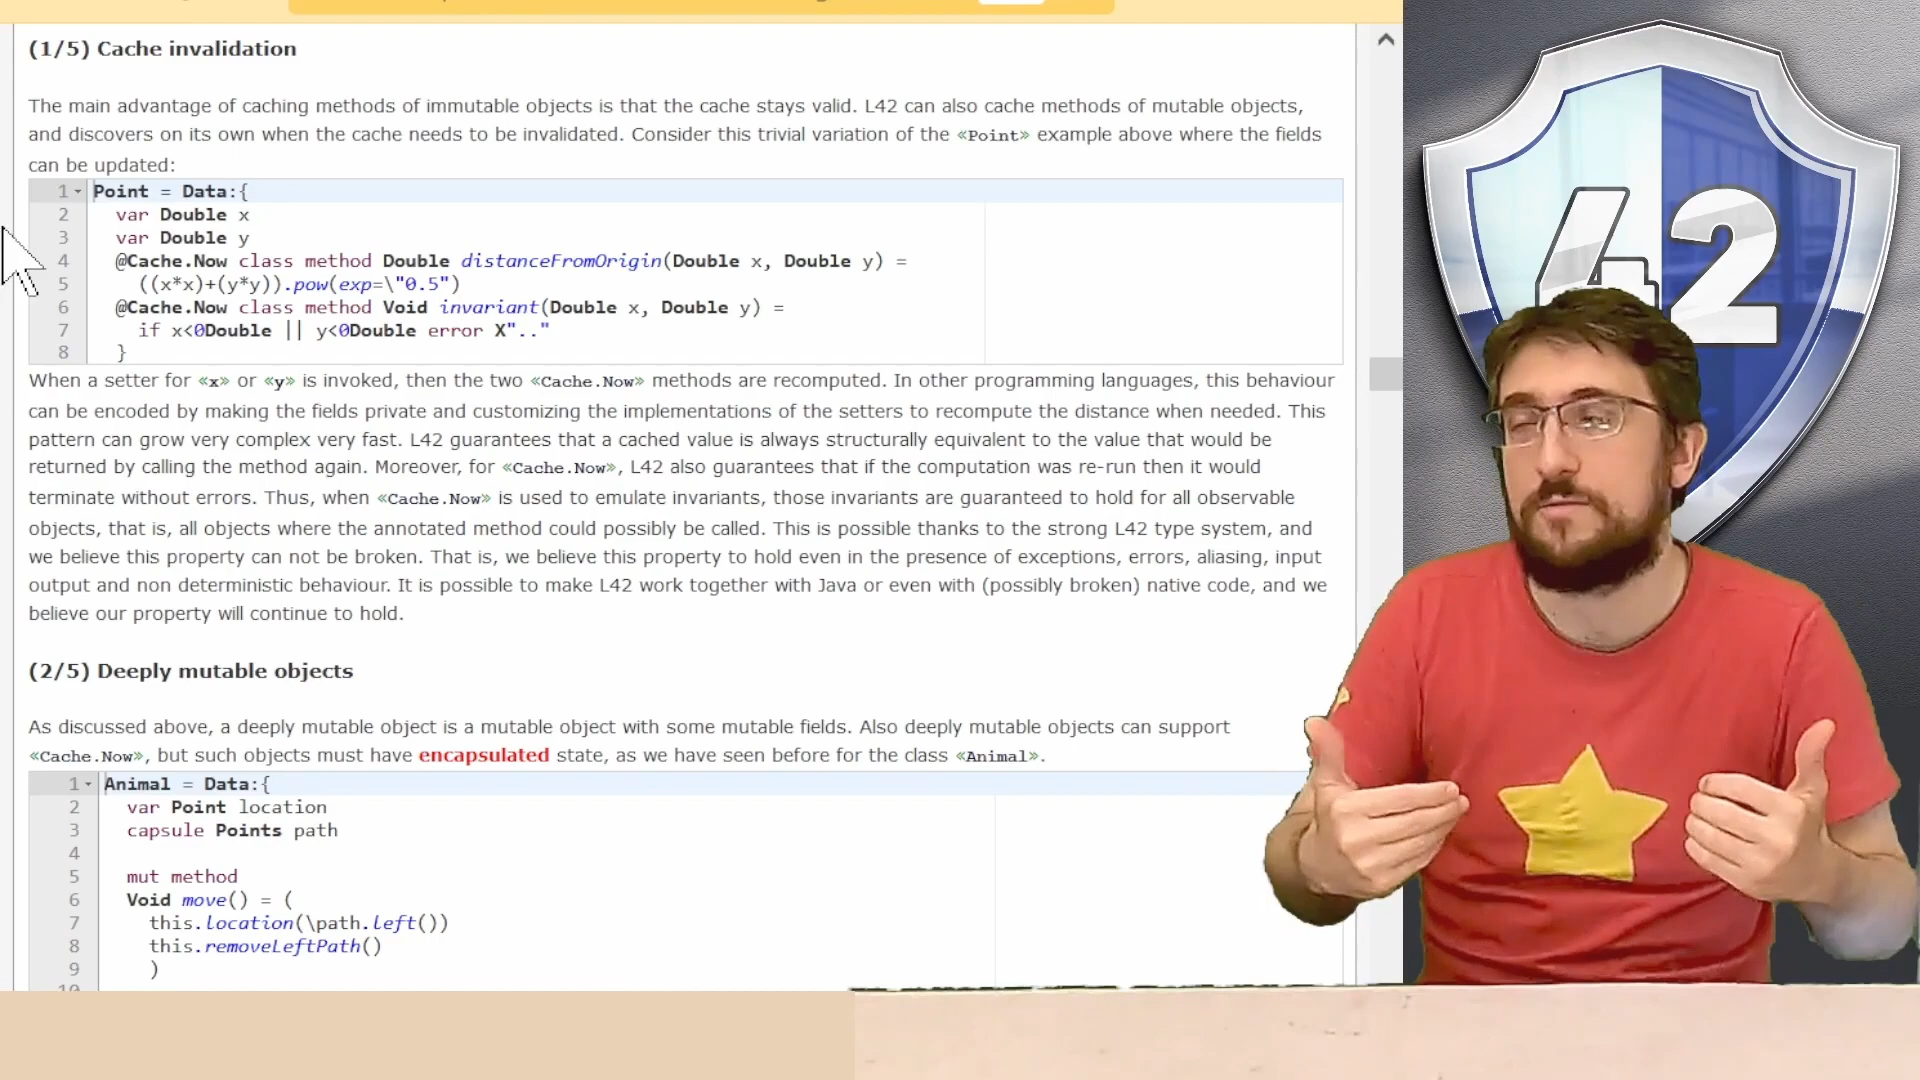 (1/5) Cache invalidation
The main advantage of caching methods of immutable objects is that the cache stays valid. L42 can also cache methods of mutable objects,
and discovers on its own when the cache needs to be invalidated. Consider this trivial variation of the «Point» example above where the fields
can be updated:
1 Point = Data:{
2 var Double x
3 var Double y
4 @Cache.Now class method Double distanceFromOrigin(Double x, Double y) =
5 ((x*x)+(y*y)).pow(exp=\"0.5")
6 @Cache.Now class method Void invariant(Double x, Double y) =
7 if x<0Double || y<0Double error X".."
8 }
When a setter for «x» or «y» is invoked, then the two «Cache.Now» methods are recomputed. In other programming languages, this behaviour
can be encoded by making the fields private and customizing the implementations of the setters to recompute the distance when needed. This
pattern can grow very complex very fast. L42 guarantees that a cached value is always structurally equivalent to the value that would be
returned by calling the method again. Moreover, for «Cache.Now», L42 also guarantees that if the computation was re-run then it would
terminate without errors. Thus, when «Cache.Now» is used to emulate invariants, those invariants are guaranteed to hold for all observable
objects, that is, all objects where the annotated method could possibly be called. This is possible thanks to the strong L42 type system, and
we believe this property can not be broken. That is, we believe this property to hold even in the presence of exceptions, errors, aliasing, input
output and non deterministic behaviour. It is possible to make L42 work together with Java or even with (possibly broken) native code, and we
believe our property will continue to hold.
(2/5) Deeply mutable objects
As discussed above, a deeply mutable object is a mutable object with some mutable fields. Also deeply mutable objects can support
«Cache.Now», but such objects must have encapsulated state, as we have seen before for the class «Animal».
1 Animal = Data:{
2 var Point location
3 capsule Points path
4
5 mut method
6 Void move() = (
7 this.location(\path.left())
8 this.removeLeftPath()
9 )
10
42